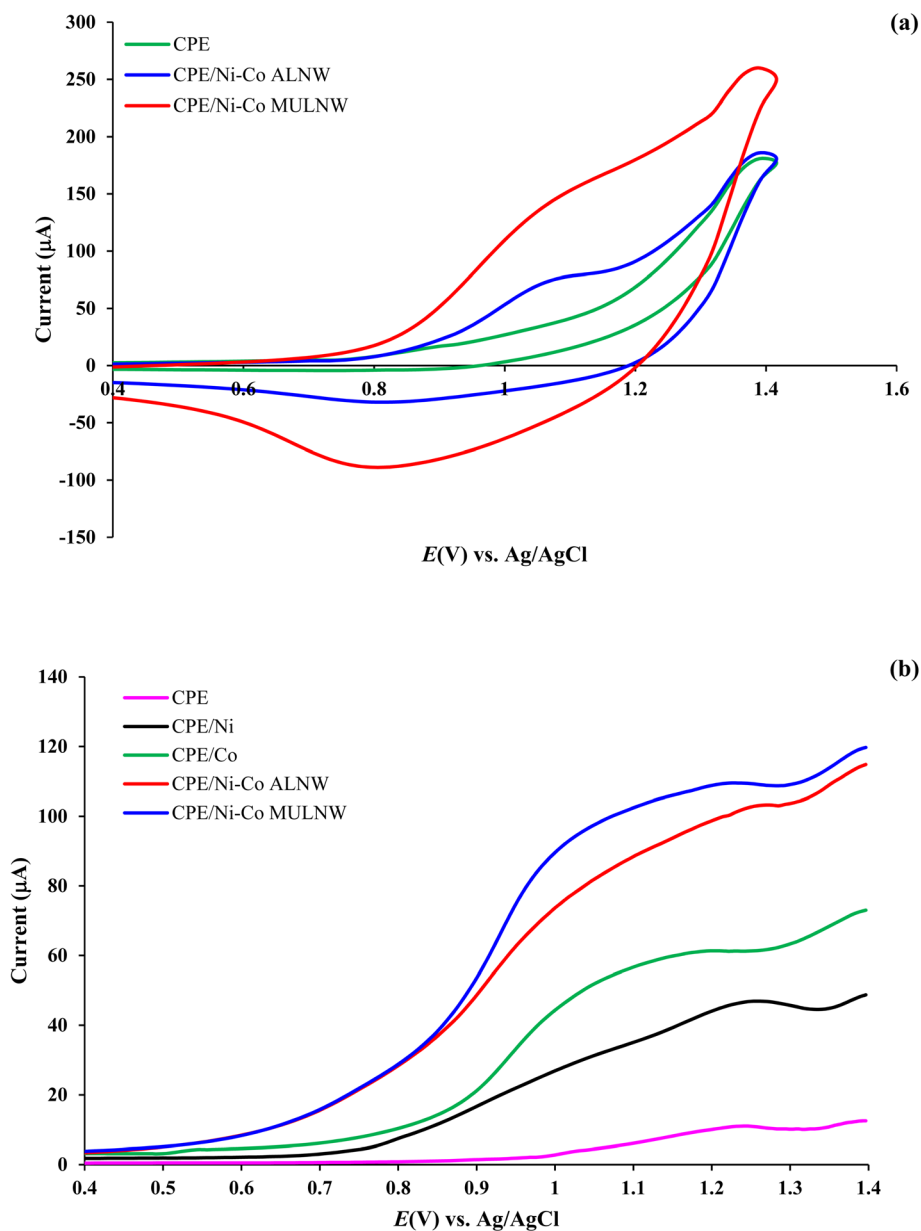 (a)
300
250
200
150
100
50
0
-50
-100
-150
CPE
CPE/Ni-Co ALNW
CPE/Ni-Co MULNW
0.4 0.6 0.8 1 1.2 1.4 1.6
Current (µA)
E(V) vs. Ag/AgCl
(b)
140
120
100
80
60
40
20
0
CPE
CPE/Ni
CPE/Co
CPE/Ni-Co ALNW
CPE/Ni-Co MULNW
0.4 0.5 0.6 0.7 0.8 0.9 1 1.1 1.2 1.3 1.4
Current (µA)
E(V) vs. Ag/AgCl